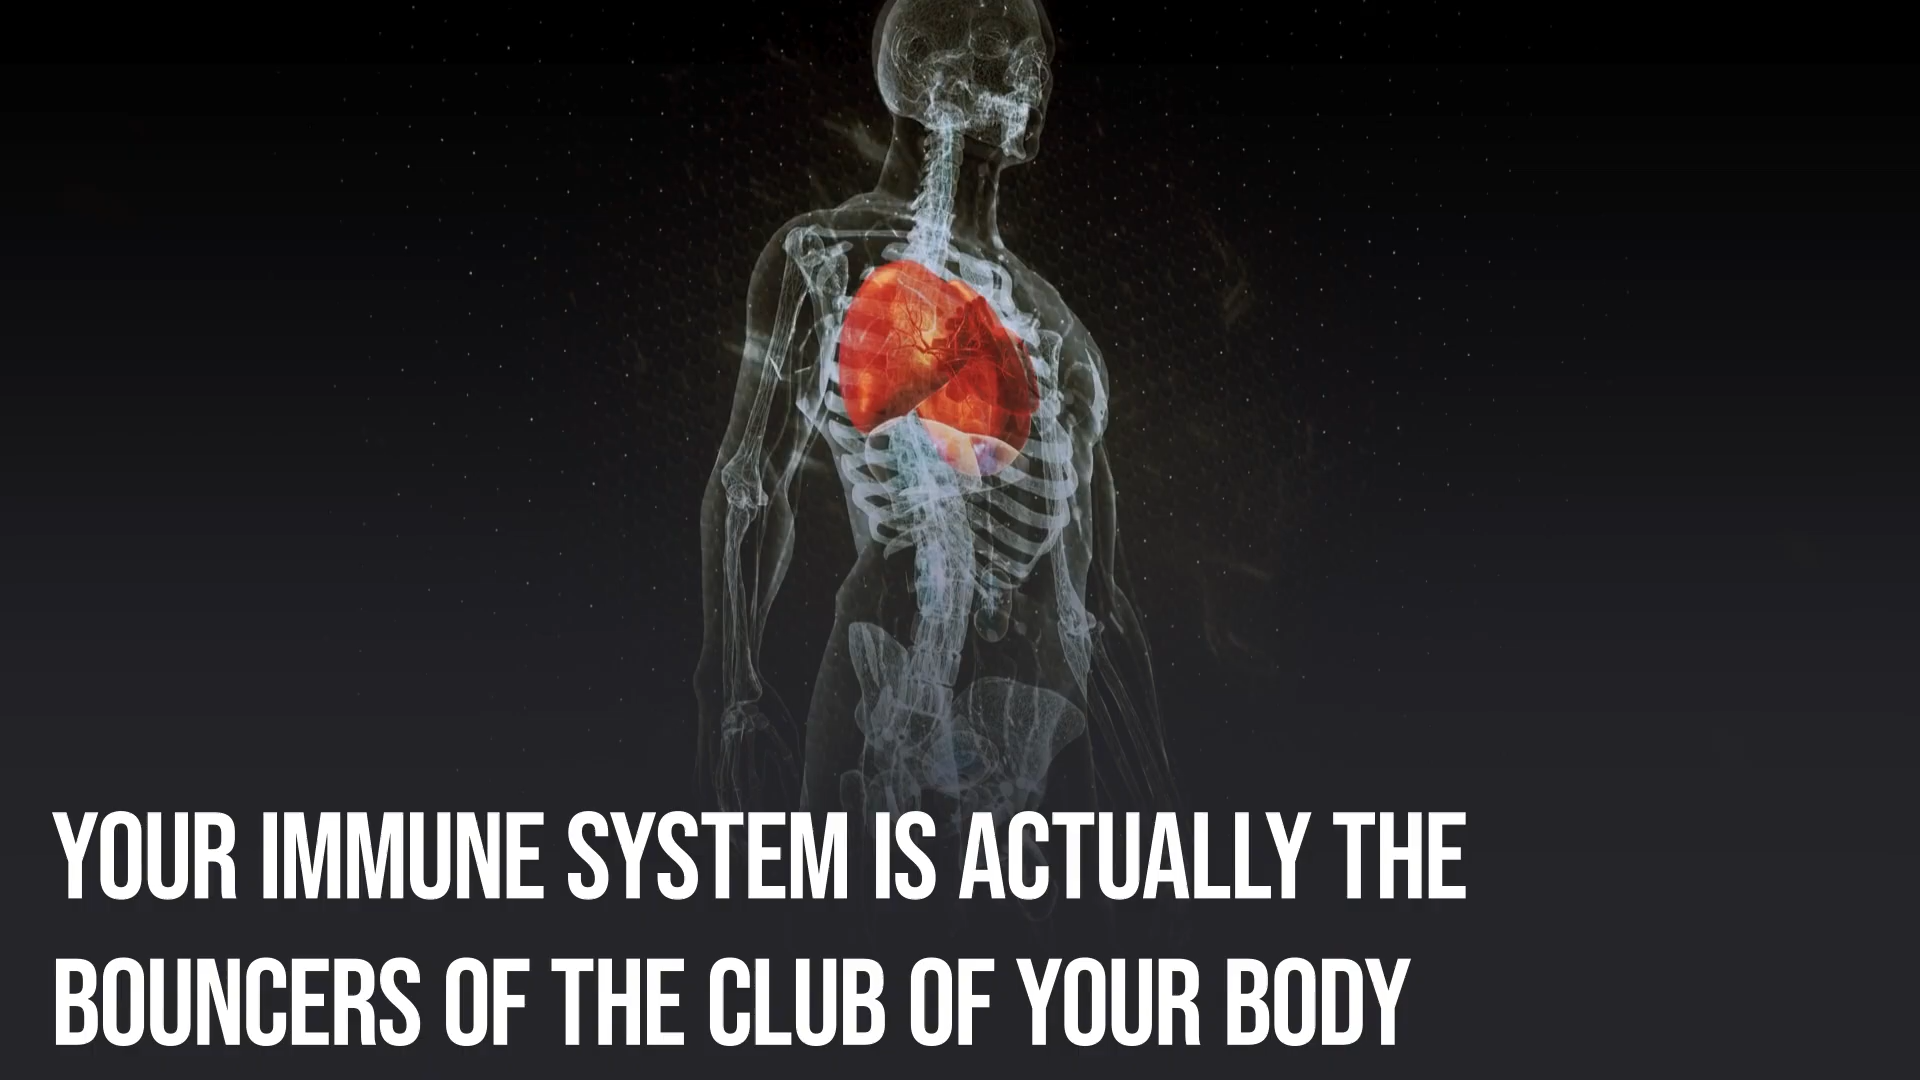 YOUR IMMUNE SYSTEM IS ACTUALLY THE
BOUNCERS OF THE CLUB OF YOUR BODY